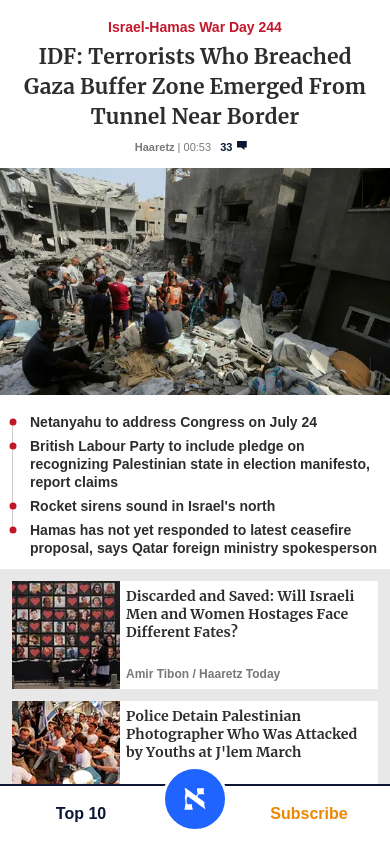 Israel-Hamas War Day 244
IDF: Terrorists Who Breached
Gaza Buffer Zone Emerged From
Tunnel Near Border
Haaretz | 00:53 33
Netanyahu to address Congress on July 24
British Labour Party to include pledge on
recognizing Palestinian state in election manifesto,
report claims
Rocket sirens sound in Israel's north
Hamas has not yet responded to latest ceasefire
proposal, says Qatar foreign ministry spokesperson
Discarded and Saved: Will Israeli
Men and Women Hostages Face
Different Fates?
Amir Tibon / Haaretz Today
Police Detain Palestinian
Photographer Who Was Attacked
by Youths at J'lem March
Top 10
Subscribe